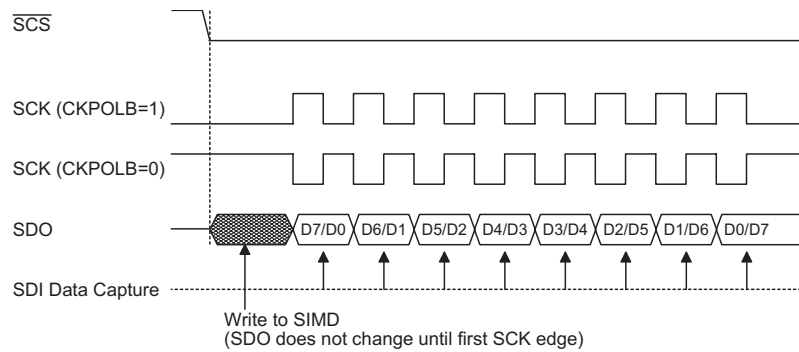 SCS
SCK (CKPOLB=1)
SCK (CKPOLB=0)
SDO D7/D0 D6/D1 D5/D2 D4/D3 D3/D4 D2/D5 D1/D6 D0/D7
SDI Data Capture
Write to SIMD
(SDO does not change until first SCK edge)